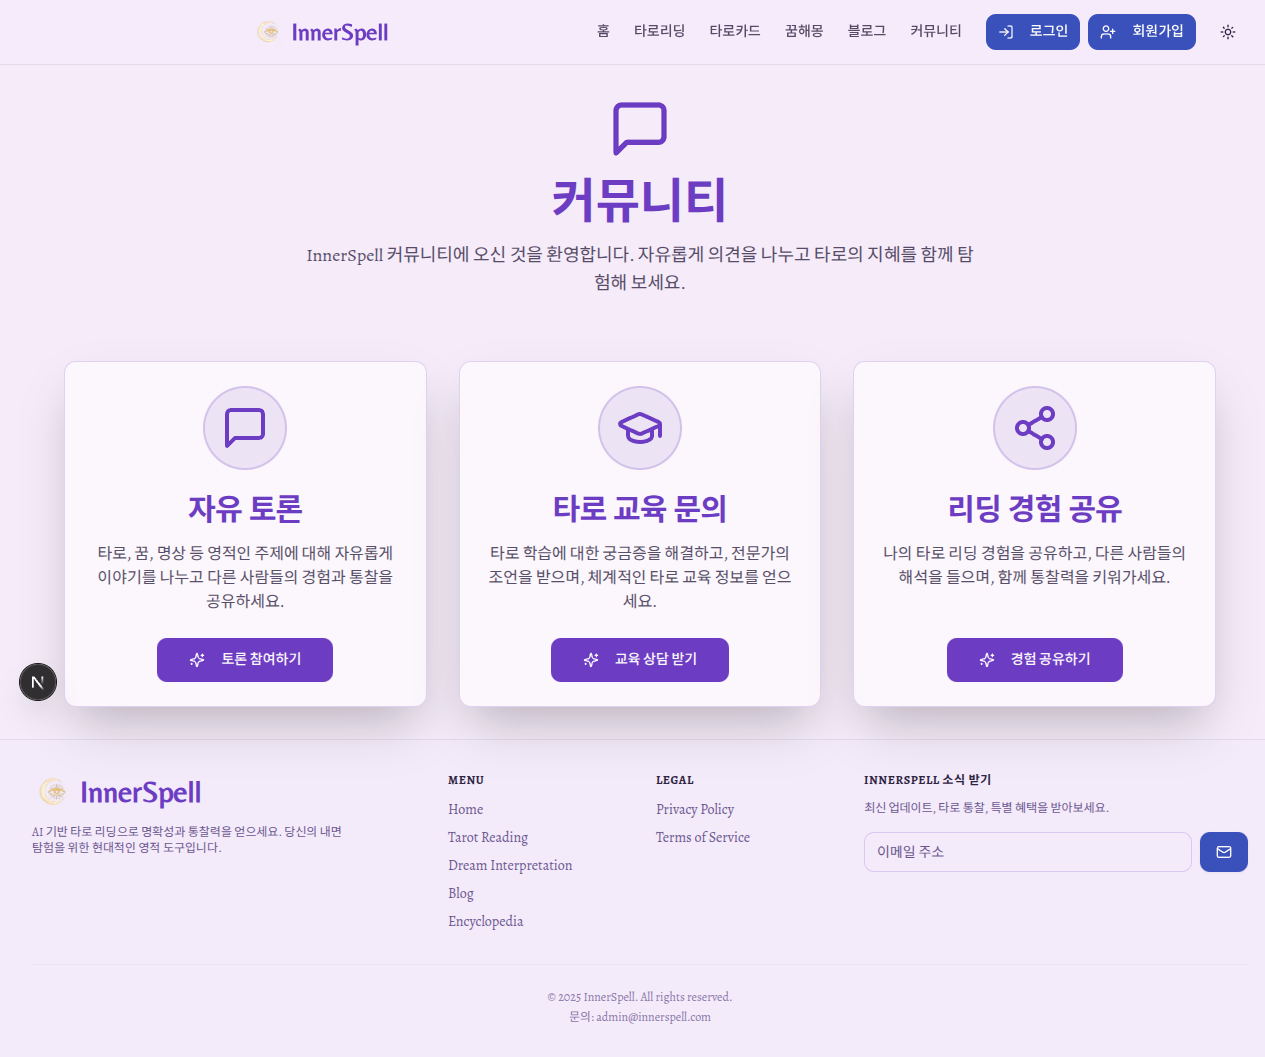 InnerSpell
홈
타로리딩
타로카드
꿈해몽
블로그
커뮤니티
로그인
회원가입
커뮤니티
InnerSpell 커뮤니티에 오신 것을 환영합니다. 자유롭게 의견을 나누고 타로의 지혜를 함께 탐
험해 보세요.
자유 토론
타로, 꿈, 명상 등 영적인 주제에 대해 자유롭게
이야기를 나누고 다른 사람들의 경험과 통찰을
공유하세요.
토론 참여하기
타로 교육 문의
타로 학습에 대한 궁금증을 해결하고, 전문가의
조언을 받으며, 체계적인 타로 교육 정보를 얻으
세요.
교육 상담 받기
리딩 경험 공유
나의 타로 리딩 경험을 공유하고, 다른 사람들의
해석을 들으며, 함께 통찰력을 키워가세요.
경험 공유하기
N
InnerSpell
AI 기반 타로 리딩으로 명확성과 통찰력을 얻으세요. 당신의 내면
탐험을 위한 현대적인 영적 도구입니다.
MENU
Home
Tarot Reading
Dream Interpretation
Blog
Encyclopedia
LEGAL
Privacy Policy
Terms of Service
INNERSPELL 소식 받기
최신 업데이트, 타로 통찰, 특별 혜택을 받아보세요.
이메일 주소
© 2025 InnerSpell. All rights reserved.
문의: admin@innerspell.com